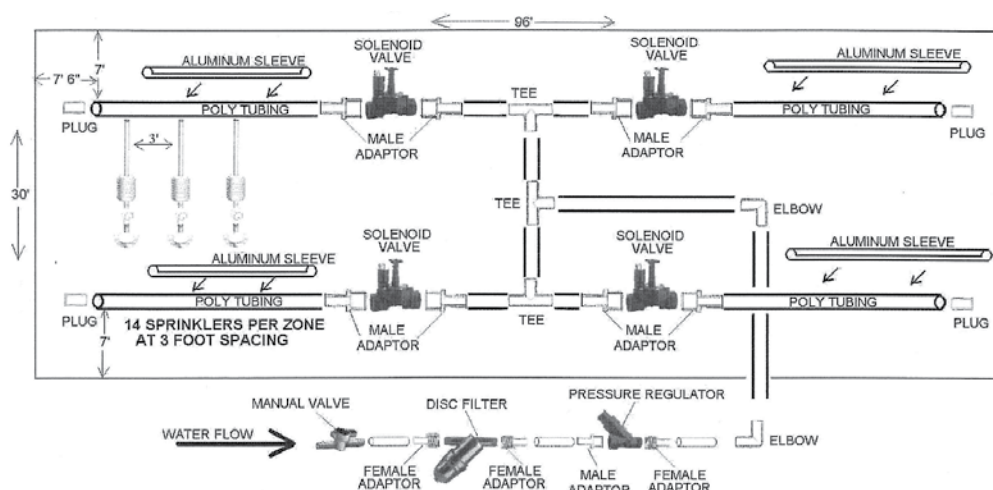 96'
7'
7' 6"
ALUMINUM SLEEVE
SOLENOID
VALVE
SOLENOID
VALVE
ALUMINUM SLEEVE
TEE
POLY TUBING
POLY TUBING
PLUG
PLUG
MALE
ADAPTOR
MALE
ADAPTOR
3'
30'
TEE
ELBOW
SOLENOID
VALVE
SOLENOID
VALVE
ALUMINUM SLEEVE
ALUMINUM SLEEVE
POLY TUBING
POLY TUBING
PLUG
TEE
PLUG
14 SPRINKLERS PER ZONE
AT 3 FOOT SPACING
7'
MALE
ADAPTOR
MALE
ADAPTOR
MANUAL VALVE
DISC FILTER
PRESSURE REGULATOR
WATER FLOW
ELBOW
FEMALE
ADAPTOR
FEMALE
ADAPTOR
MALE
ADAPTOR
FEMALE
ADAPTOR